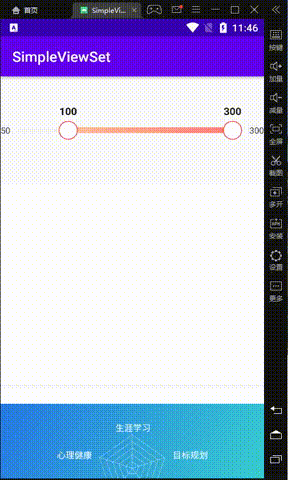 首页
SimpleVi...
A
11:46
SimpleViewSet
100
300
50
300
生涯学习
心理健康
目标规划
按键
加量
减量
全屏
截图
多开
安装
设置
更多